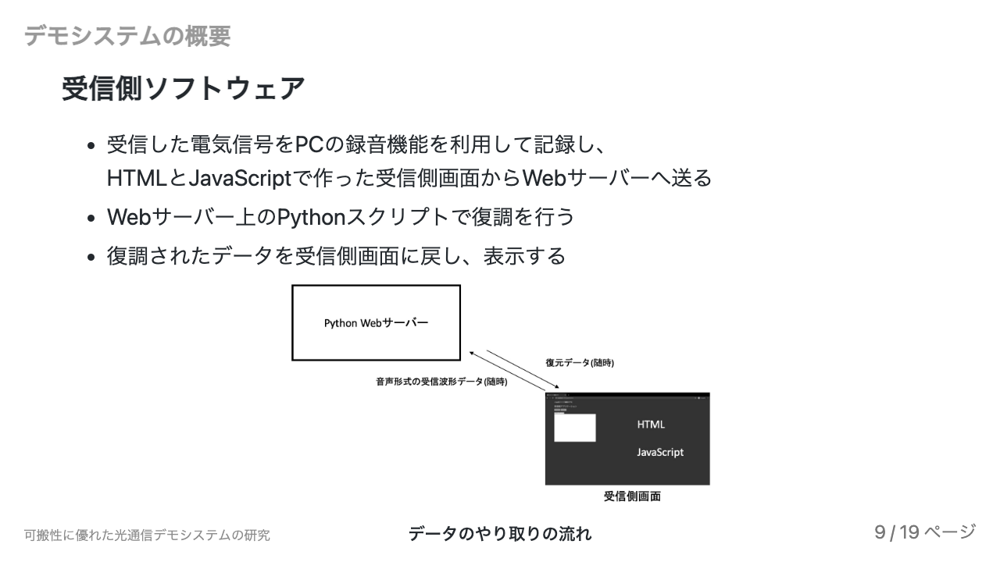 デモシステムの概要
受信側ソフトウェア
• 受信した電気信号をPCの録音機能を利用して記録し、
HTMLとJavaScriptで作った受信側画面からWebサーバーへ送る
• Webサーバー上のPythonスクリプトで復調を行う
• 復調されたデータを受信側画面に戻し、表示する
Python Webサーバー
復元データ(随時)
音声形式の受信波形データ(随時)
HTML
JavaScript
受信側画面
可搬性に優れた光通信デモシステムの研究
データのやり取りの流れ
9 / 19 ページ